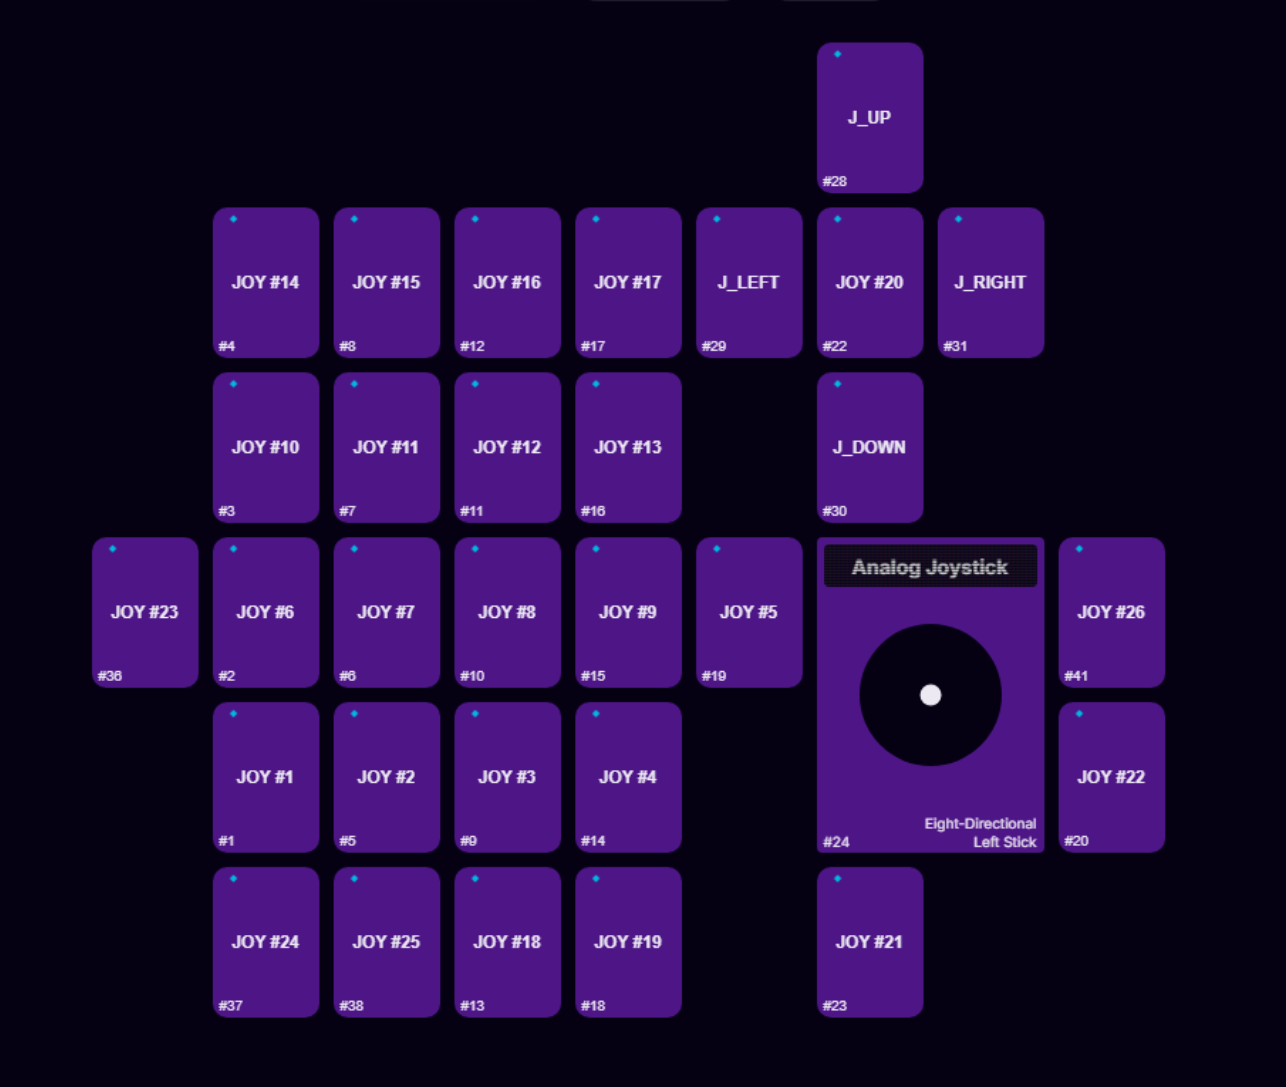 J_UP
#28
JOY #14
#4
JOY #15
#8
JOY #16
#12
JOY #17
#17
J_LEFT
#29
JOY #20
#22
J_RIGHT
#31
JOY #10
#3
JOY #11
#7
JOY #12
#11
JOY #13
#16
J_DOWN
#30
JOY #23
#36
JOY #6
#2
JOY #7
#6
JOY #8
#10
JOY #9
#15
JOY #5
#19
Analog Joystick
Eight-Directional
Left Stick
#24
JOY #26
#41
JOY #1
#1
JOY #2
#5
JOY #3
#9
JOY #4
#14
JOY #22
#20
JOY #24
#37
JOY #25
#38
JOY #18
#13
JOY #19
#18
JOY #21
#23